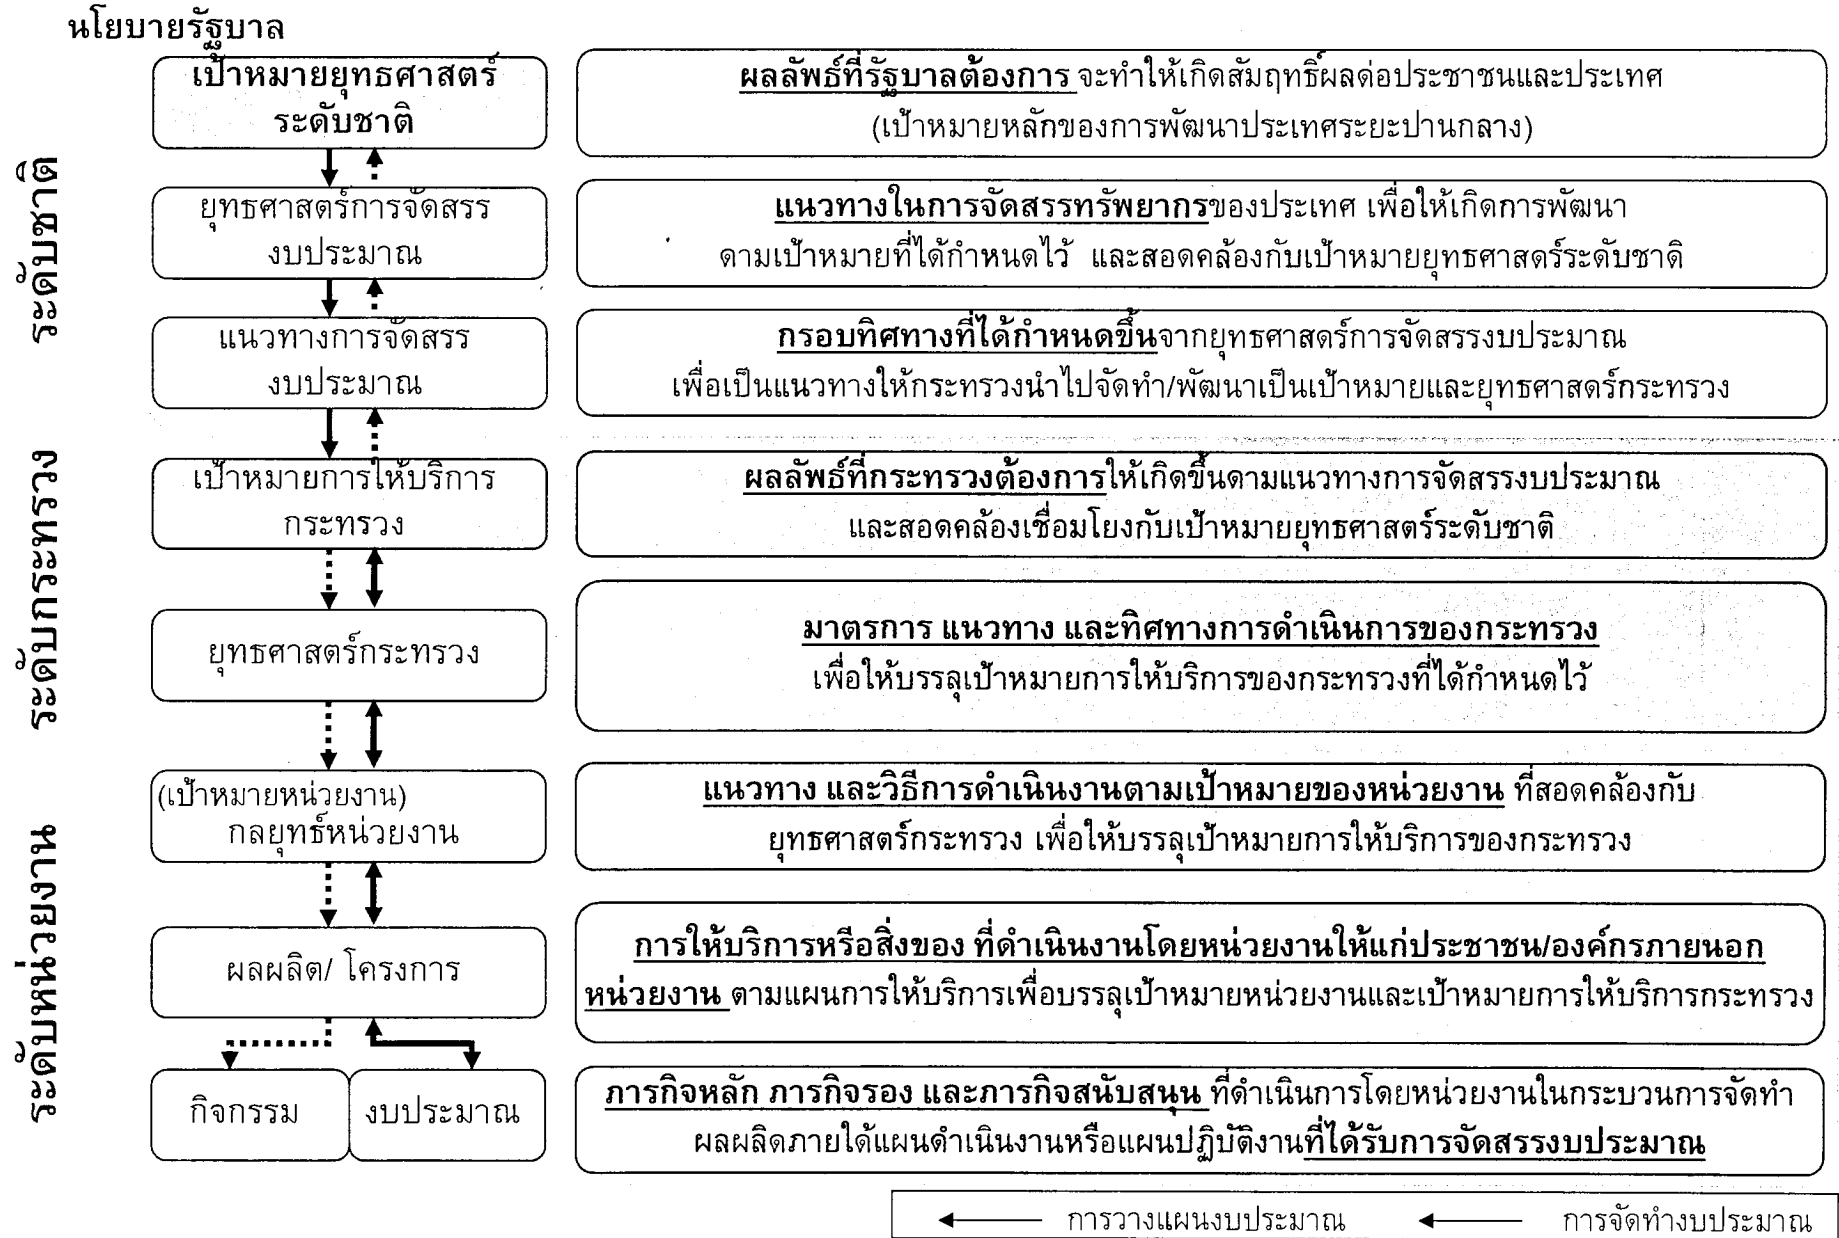 นโยบายรัฐบาล
ระดับชาติ
เป้าหมายยุทธศาสตร์
ระดับชาติ
ผลลัพธ์ที่รัฐบาลต้องการ จะทำให้เกิดสัมฤทธิ์ผลต่อประชาชนและประเทศ
(เป้าหมายหลักของการพัฒนาประเทศระยะปานกลาง)
ยุทธศาสตร์การจัดสรร
งบประมาณ
แนวทางในการจัดสรรทรัพยากรของประเทศ เพื่อให้เกิดการพัฒนา
ตามเป้าหมายที่ได้กำหนดไว้ และสอดคล้องกับเป้าหมายยุทธศาสตร์ระดับชาติ
แนวทางการจัดสรร
งบประมาณ
กรอบทิศทางที่ได้กำหนดขึ้นจากยุทธศาสตร์การจัดสรรงบประมาณ
เพื่อเป็นแนวทางให้กระทรวงนำไปจัดทำ/พัฒนาเป็นเป้าหมายและยุทธศาสตร์กระทรวง
ระดับกระทรวง
เป้าหมายการให้บริการ
กระทรวง
ผลลัพธ์ที่กระทรวงต้องการให้เกิดขึ้นตามแนวทางการจัดสรรงบประมาณ
และสอดคล้องเชื่อมโยงกับเป้าหมายยุทธศาสตร์ระดับชาติ
ยุทธศาสตร์กระทรวง
มาตรการ แนวทาง และทิศทางการดำเนินการของกระทรวง
เพื่อให้บรรลุเป้าหมายการให้บริการของกระทรวงที่ได้กำหนดไว้
ระดับหน่วยงาน
(เป้าหมายหน่วยงาน)
กลยุทธ์หน่วยงาน
แนวทาง และวิธีการดำเนินงานตามเป้าหมายของหน่วยงาน ที่สอดคล้องกับ
ยุทธศาสตร์กระทรวง เพื่อให้บรรลุเป้าหมายการให้บริการของกระทรวง
ผลผลิต/ โครงการ
การให้บริการหรือสิ่งของ ที่ดำเนินงานโดยหน่วยงานให้แก่ประชาชน/องค์กรภายนอก
หน่วยงาน ตามแผนการให้บริการเพื่อบรรลุเป้าหมายหน่วยงานและเป้าหมายการให้บริการกระทรวง
กิจกรรม
งบประมาณ
ภารกิจหลัก ภารกิจรอง และภารกิจสนับสนุน ที่ดำเนินการโดยหน่วยงานในกระบวนการจัดทำ
ผลผลิตภายใต้แผนดำเนินงานหรือแผนปฏิบัติงานที่ได้รับการจัดสรรงบประมาณ
การวางแผนงบประมาณ
การจัดทำงบประมาณ